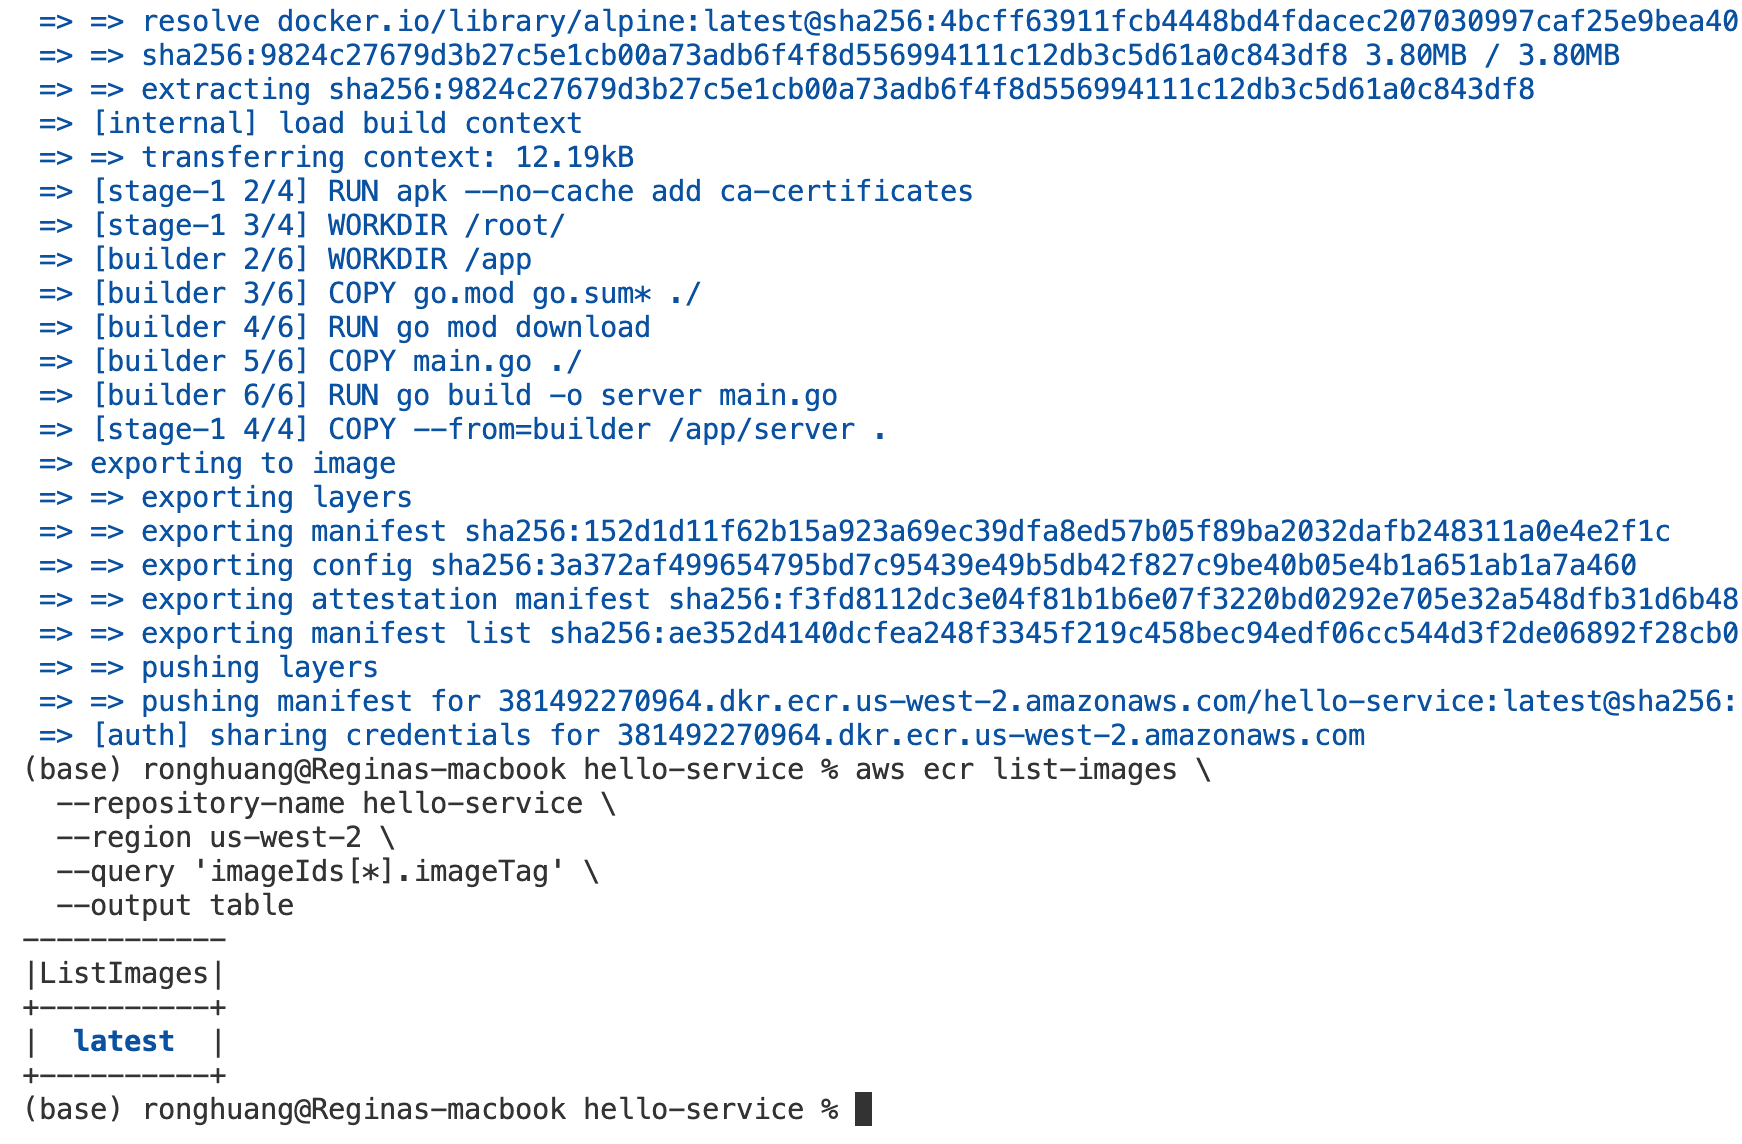 => => resolve docker.io/library/alpine:latest@sha256:4bcff63911fcb4448bd4fdacec207030997caf25e9bea40
=> => sha256:9824c27679d3b27c5e1cb00a73adb6f4f8d556994111c12db3c5d61a0c843df8 3.80MB / 3.80MB
=> => extracting sha256:9824c27679d3b27c5e1cb00a73adb6f4f8d556994111c12db3c5d61a0c843df8
=> [internal] load build context
=> => transferring context: 12.19kB
=> [stage-1 2/4] RUN apk --no-cache add ca-certificates
=> [stage-1 3/4] WORKDIR /root/
=> [builder 2/6] WORKDIR /app
=> [builder 3/6] COPY go.mod go.sum* ./
=> [builder 4/6] RUN go mod download
=> [builder 5/6] COPY main.go ./
=> [builder 6/6] RUN go build -o server main.go
=> [stage-1 4/4] COPY --from=builder /app/server .
=> exporting to image
=> => exporting layers
=> => exporting manifest sha256:152d1d11f62b15a923a69ec39dfa8ed57b05f89ba2032dafb248311a0e4e2f1c
=> => exporting config sha256:3a372af499654795bd7c95439e49b5db42f827c9be40b05e4b1a651ab1a7a460
=> => exporting attestation manifest sha256:f3fd8112dc3e04f81b1b6e07f3220bd0292e705e32a548dfb31d6b48
=> => exporting manifest list sha256:ae352d4140dcfea248f3345f219c458bec94edf06cc544d3f2de06892f28cb0
=> => pushing layers
=> => pushing manifest for 381492270964.dkr.ecr.us-west-2.amazonaws.com/hello-service:latest@sha256:
=> [auth] sharing credentials for 381492270964.dkr.ecr.us-west-2.amazonaws.com
(base) ronghuang@Reginas-macbook hello-service % aws ecr list-images \
--repository-name hello-service \
--region us-west-2 \
--query 'imageIds[*].imageTag' \
--output table
------------
|ListImages|
+----------+
|  latest  |
+----------+
(base) ronghuang@Reginas-macbook hello-service %